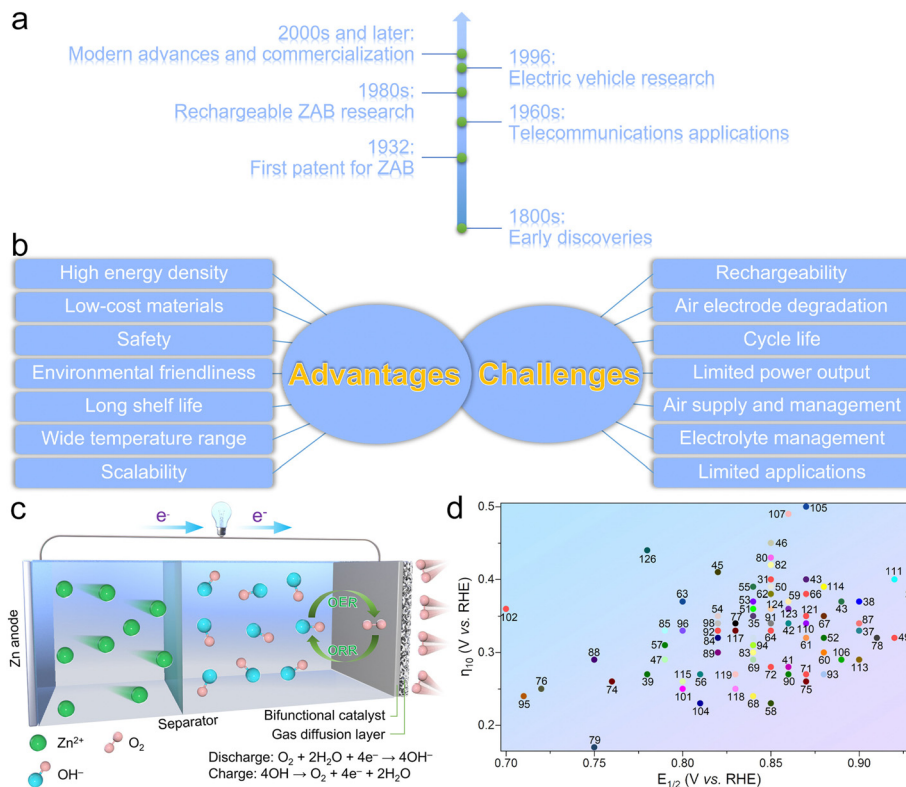 a
2000s and later:
Modern advances and commercialization
1996:
Electric vehicle research
1980s:
Rechargeable ZAB research
1960s:
Telecommunications applications
1932:
First patent for ZAB
1800s:
Early discoveries
b
High energy density
Low-cost materials
Safety
Environmental friendliness
Long shelf life
Wide temperature range
Scalability
Advantages
Challenges
Rechargeability
Air electrode degradation
Cycle life
Limited power output
Air supply and management
Electrolyte management
Limited applications
c
e⁻
e⁻
Zn anode
OER
ORR
Separator
Bifunctional catalyst
Gas diffusion layer
Zn²⁺
O₂
OH⁻
Discharge: O₂ + 2H₂O + 4e⁻ → 4OH⁻
Charge: 4OH → O₂ + 4e⁻ + 2H₂O
d
η₁₀ (V vs. RHE)
0.5
0.4
0.3
0.2
107
105
46
126
80
45
82
31
43
111
55
50
114
62
59
66
63
53
51
54
124
123
121
67
43
38
96
35
91
85
98
77
42
110
87
92
84
117
64
61
52
37
78
49
57
89
83
94
106
47
69
88
41
60
113
72
71
39
115
56
119
90
75
93
76
74
101
118
95
104
68
58
102
79
0.70
0.75
0.80
0.85
0.90
E₁/₂ (V vs. RHE)